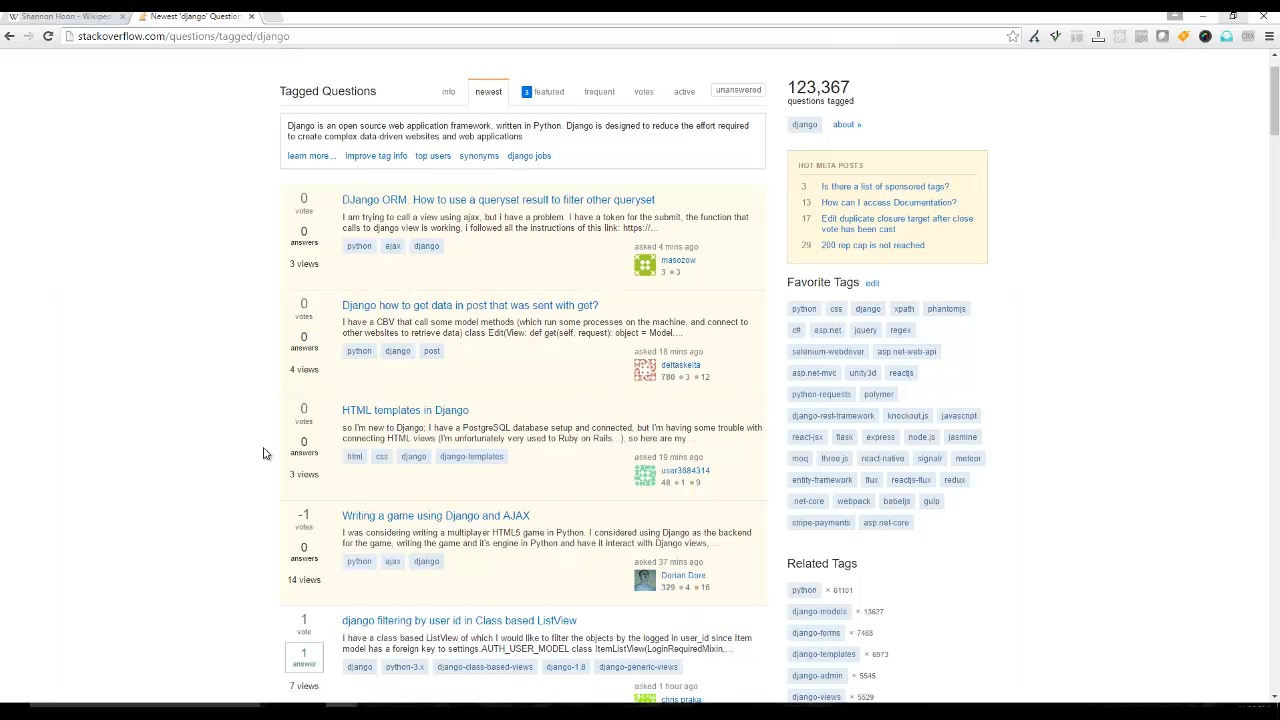 Shannon Hoon - Wikiped
Newest 'django' Question
stackoverflow.com/questions/tagged/django
Tagged Questions
info
newest
3 featured
frequent
votes
active
unanswered
Django is an open source web application framework, written in Python. Django is designed to reduce the effort required
to create complex data-driven websites and web applications
learn more... improve tag info top users synonyms django jobs
0
votes
0
answers
3 views
DJango ORM. How to use a queryset result to filter other queryset
I am trying to call a view using ajax, but i have a problem. I have a token for the submit, the function that
calls to django view is working, i followed all the instructions of this link: https://...
python ajax django
asked 4 mins ago
masozow
3 3
0
votes
0
answers
4 views
Django how to get data in post that was sent with get?
I have a CBV that call some model methods (which run some processes on the machine, and connect to
other websites to retrieve data) class Edit(View: def get(self, request): object = Model....
python django post
asked 18 mins ago
deltaskelta
780 3 12
0
votes
0
answers
3 views
HTML templates in Django
so I'm new to Django; I have a PostgreSQL database setup and connected, but I'm having some trouble with
connecting HTML views (I'm unfortunately very used to Ruby on Rails...), so here are my ...
html css django django-templates
asked 19 mins ago
user3684314
48 1 9
-1
votes
0
answers
14 views
Writing a game using Django and AJAX
I was considering writing a multiplayer HTML5 game in Python. I considered using Django as the backend
for the game, writing the game and it's engine in Python and have it interact with Django views, ...
python ajax django
asked 37 mins ago
Dorian Dore
329 4 16
1
vote
1
answer
7 views
django filtering by user id in Class based ListView
I have a class based ListView of which I would like to filter the objects by the logged in user_id since Item
model has a foreign key to settings.AUTH_USER_MODEL class ItemListView(LoginRequiredMixin,...
django python-3.x django-class-based-views django-1.8 django-generic-views
asked 1 hour ago
chris praka
123,367
questions tagged
django about »
HOT META POSTS
3 Is there a list of sponsored tags?
13 How can I access Documentation?
17 Edit duplicate closure target after close
vote has been cast
29 200 rep cap is not reached
Favorite Tags edit
python css django xpath phantomjs
c# asp.net jquery regex
selenium-webdriver asp.net-web-api
asp.net-mvc unity3d reactjs
python-requests polymer
django-rest-framework knockout.js javascript
react-jsx flask express node.js jasmine
moq three.js react-native signalr meteor
entity-framework flux reactjs-flux redux
.net-core webpack babeljs gulp
stripe-payments asp.net-core
Related Tags
python × 61101
django-models × 13627
django-forms × 7468
django-templates × 6973
django-admin × 5545
django-views × 5529